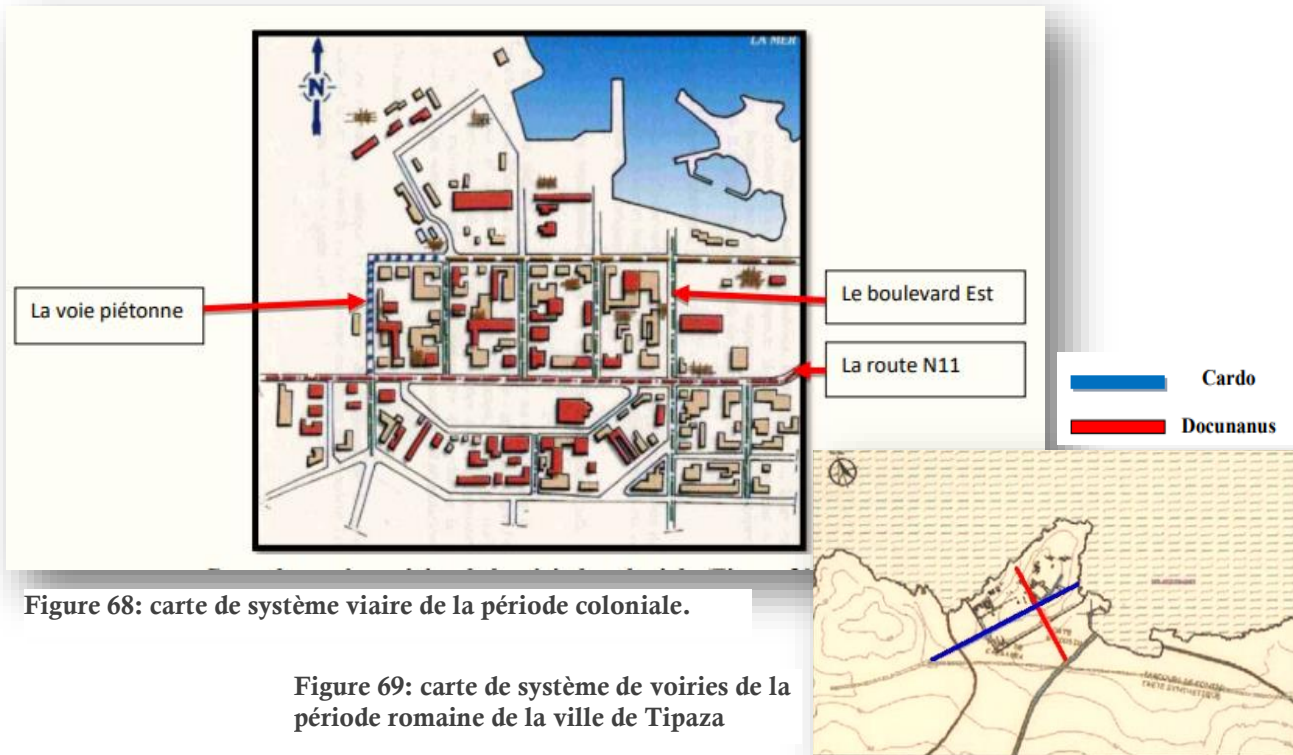 LA MER
N
La voie piétonne
Le boulevard Est
La route N11
Cardo
Docunanus
Figure 68: carte de système viaire de la période coloniale.
Figure 69: carte de système de voiries de la
période romaine de la ville de Tipaza